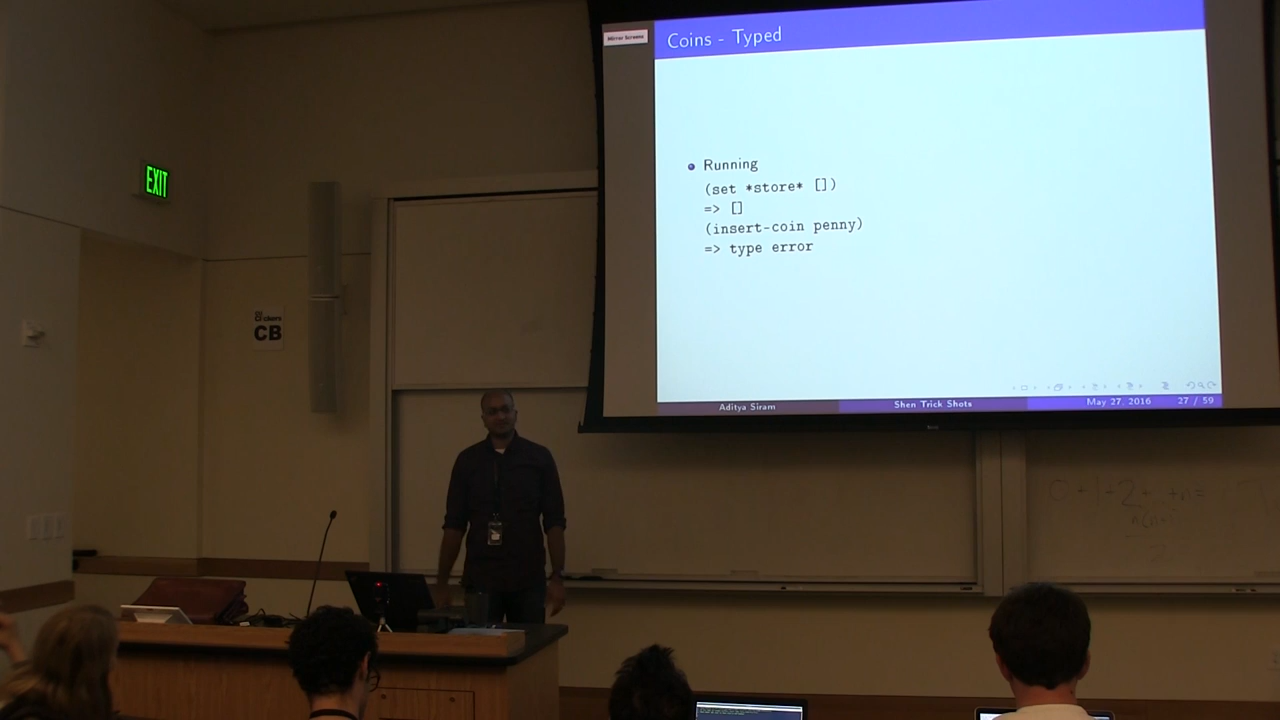 Mirror Screens
Coins - Typed
Running
(set *store* [])
=> []
(insert-coin penny)
=> type error
Aditya Siram
Shen Trick Shots
May 27, 2016
27 / 59
EXIT
CB